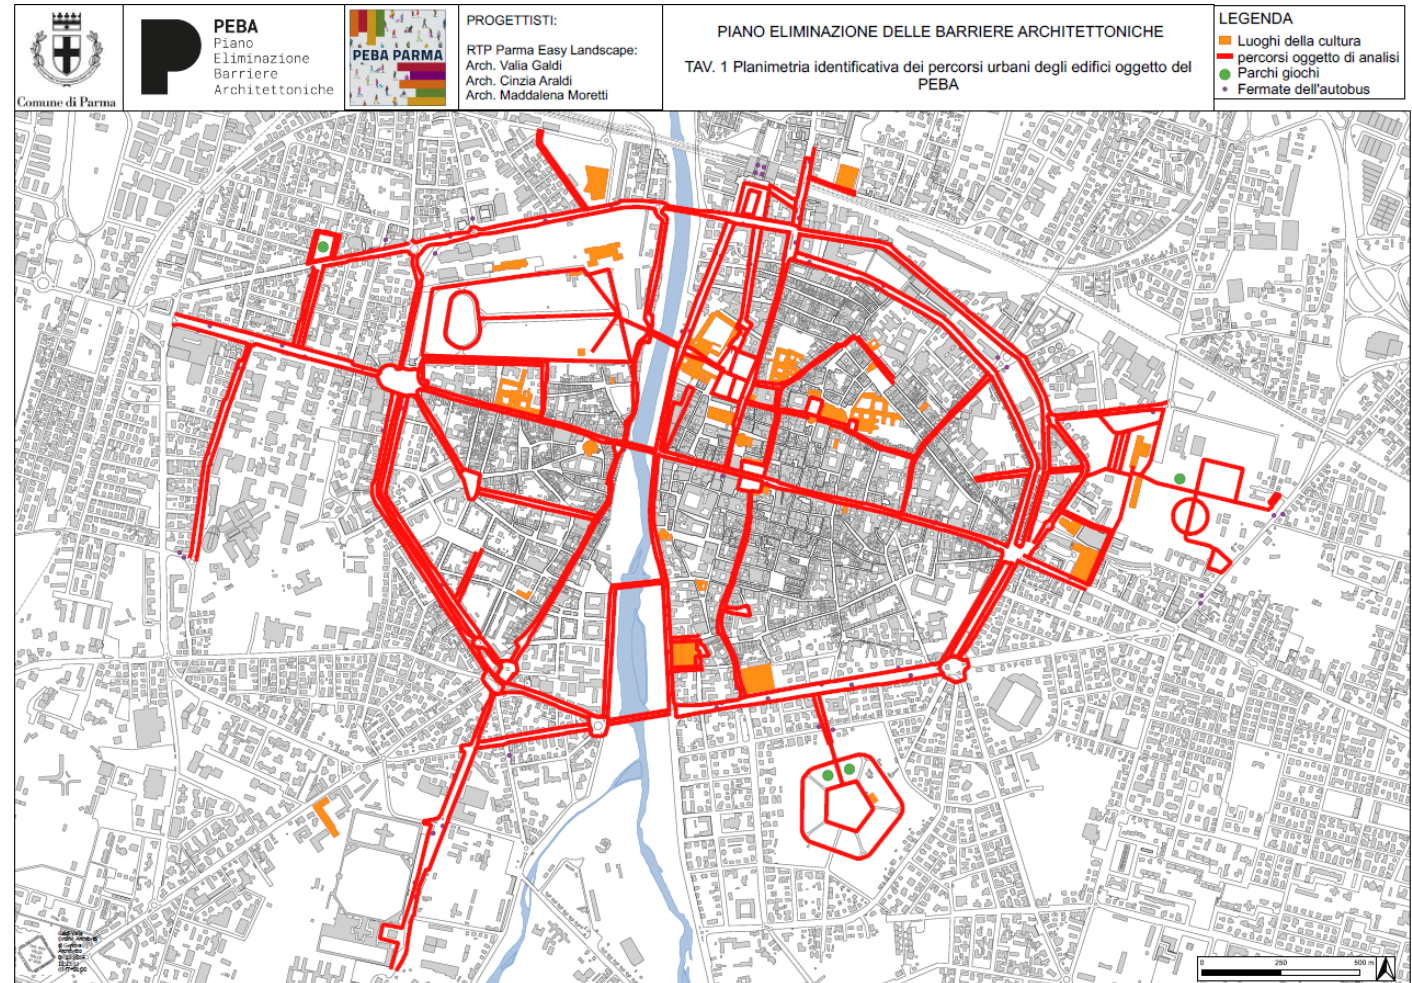 Comune di Parma
PEBA
Piano
Eliminazione
Barriere
Architettoniche
PEBA PARMA
PROGETTISTI:
RTP Parma Easy Landscape:
Arch. Valia Galdi
Arch. Cinzia Araldi
Arch. Maddalena Moretti
PIANO ELIMINAZIONE DELLE BARRIERE ARCHITETTONICHE
TAV. 1 Planimetria identificativa dei percorsi urbani degli edifici oggetto del
PEBA
LEGENDA
Luoghi della cultura
percorsi oggetto di analisi
Parchi giochi
Fermate dell'autobus
0 250 500 m